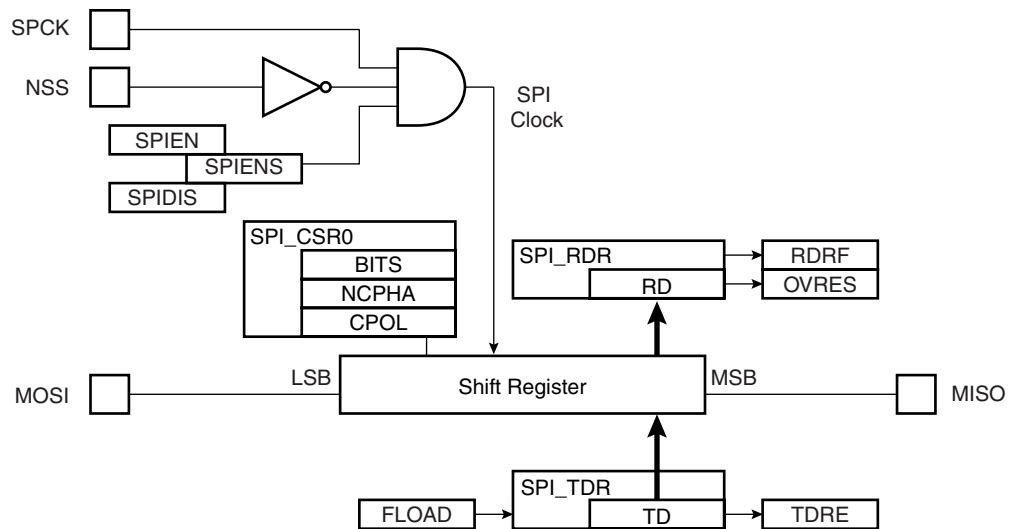 SPCK
NSS
SPI
Clock
SPIEN
SPIENS
SPIDIS
SPI_CSR0
BITS
NCPHA
CPOL
SPI_RDR
RD
RDRF
OVRES
MOSI
LSB
Shift Register
MSB
MISO
SPI_TDR
FLOAD
TD
TDRE